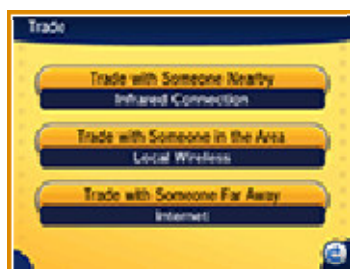 Trade
Trade with Someone Nearby
Infrared Connection
Trade with Someone in the Area
Local Wireless
Trade with Someone Far Away
Internet